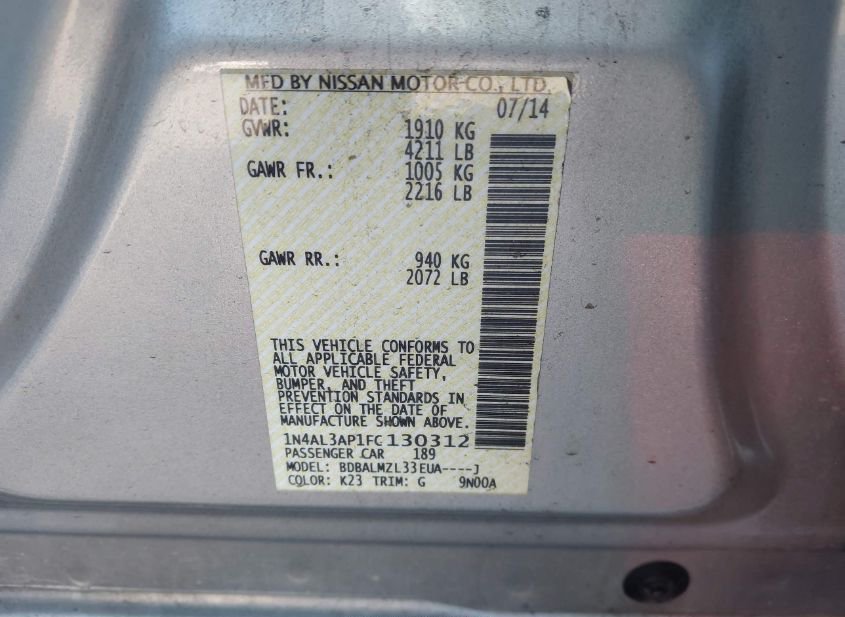 MFD BY NISSAN MOTOR CO., LTD.
DATE: 07/14
GVWR: 1910 KG
4211 LB
GAWR FR.: 1005 KG
2216 LB
GAWR RR.: 940 KG
2072 LB
THIS VEHICLE CONFORMS TO
ALL APPLICABLE FEDERAL
MOTOR VEHICLE SAFETY,
BUMPER, AND THEFT
PREVENTION STANDARDS IN
EFFECT ON THE DATE OF
MANUFACTURE SHOWN ABOVE.
1N4AL3AP1FC130312
PASSENGER CAR 189
MODEL: BDBALMZL33EUA----J
COLOR: K23 TRIM: G 9N00A